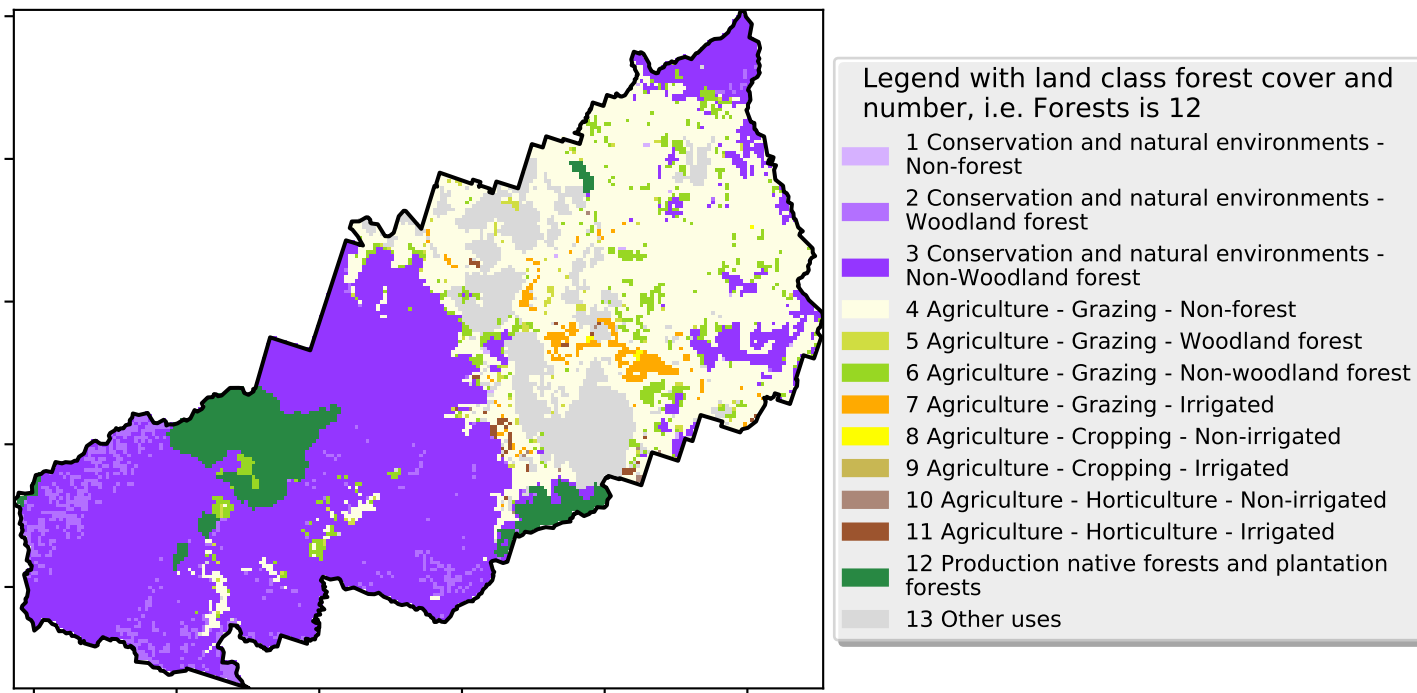 Legend with land class forest cover and
number, i.e. Forests is 12
1 Conservation and natural environments -
Non-forest
2 Conservation and natural environments -
Woodland forest
3 Conservation and natural environments -
Non-Woodland forest
4 Agriculture - Grazing - Non-forest
5 Agriculture - Grazing - Woodland forest
6 Agriculture - Grazing - Non-woodland forest
7 Agriculture - Grazing - Irrigated
8 Agriculture - Cropping - Non-irrigated
9 Agriculture - Cropping - Irrigated
10 Agriculture - Horticulture - Non-irrigated
11 Agriculture - Horticulture - Irrigated
12 Production native forests and plantation
forests
13 Other uses